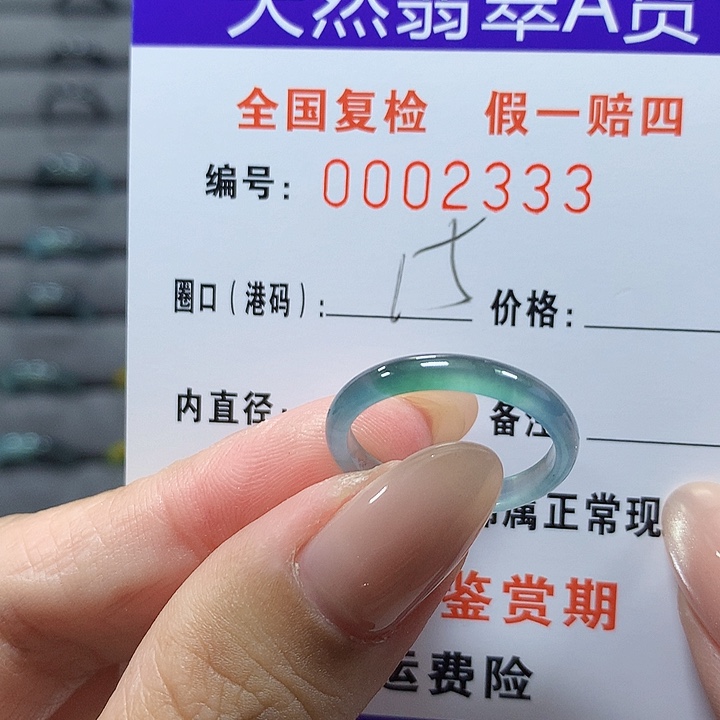 天然翡翠A货
全国复检 假一赔四
编号: 0002333
圈口(港码): 15 价格:
内直径: 备注
属正常现
鉴赏期
运费险